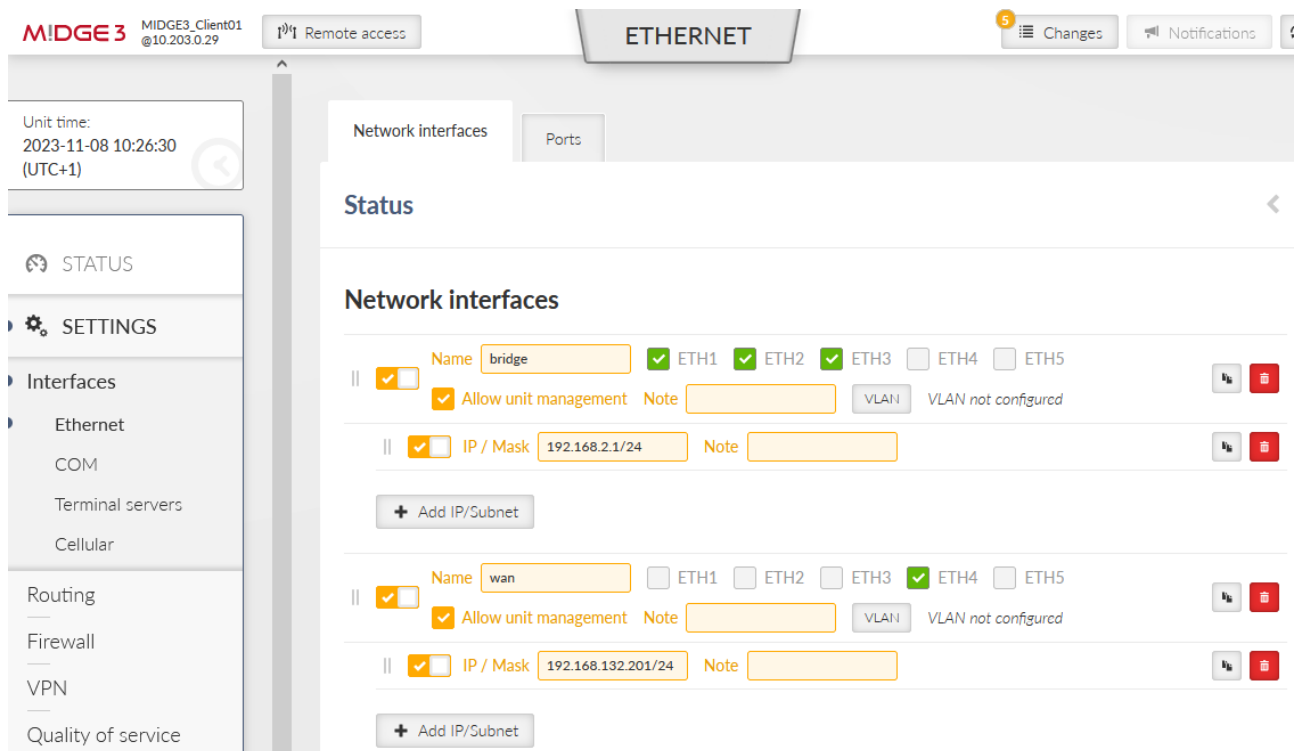 M!DGE 3
MIDGE3_Client01
@10.203.0.29
Remote access
ETHERNET
5
Changes
Notifications
Unit time:
2023-11-08 10:26:30
(UTC+1)
STATUS
SETTINGS
Interfaces
Ethernet
COM
Terminal servers
Cellular
Routing
Firewall
VPN
Quality of service
Network interfaces
Ports
Status
Network interfaces
Name bridge ETH1 ETH2 ETH3 ETH4 ETH5
Allow unit management Note VLAN VLAN not configured
IP / Mask 192.168.2.1/24 Note
+ Add IP/Subnet
Name wan ETH1 ETH2 ETH3 ETH4 ETH5
Allow unit management Note VLAN VLAN not configured
IP / Mask 192.168.132.201/24 Note
+ Add IP/Subnet